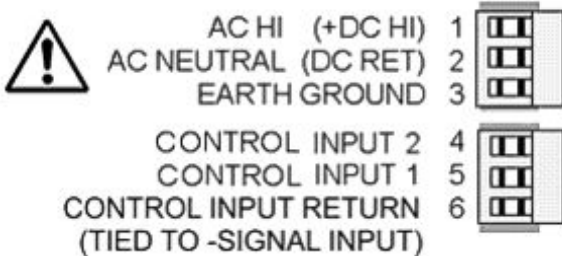 AC HI (+DC HI) 1
AC NEUTRAL (DC RET) 2
EARTH GROUND 3
CONTROL INPUT 2 4
CONTROL INPUT 1 5
CONTROL INPUT RETURN 6
(TIED TO -SIGNAL INPUT)